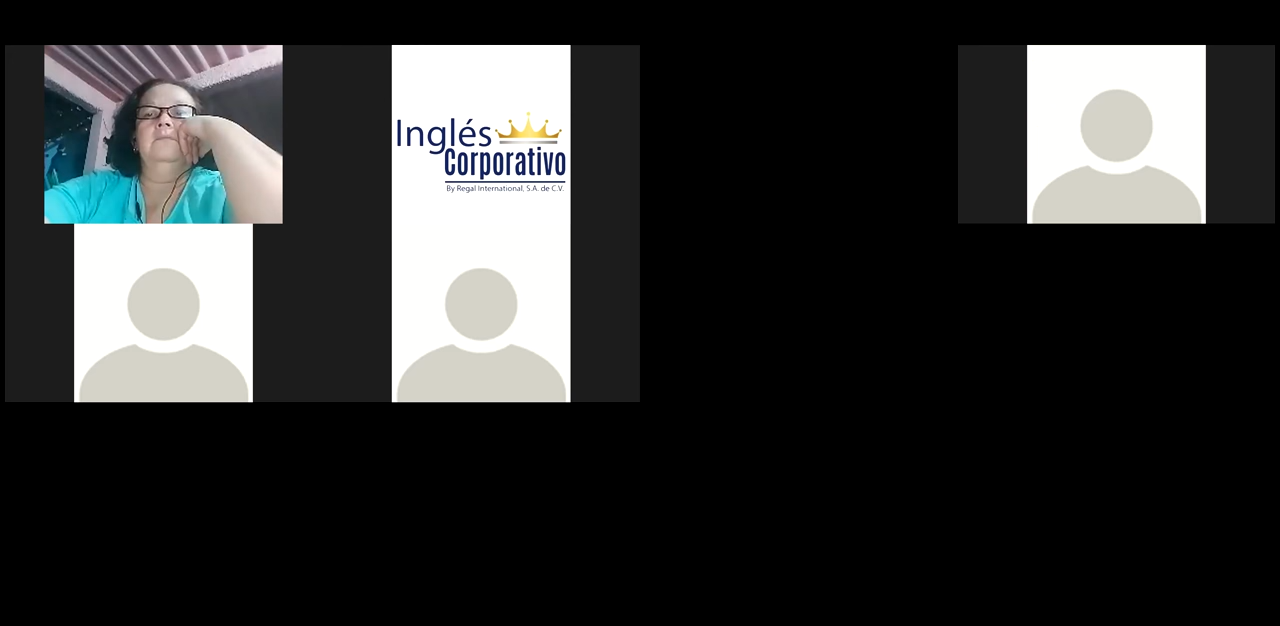 Inglés
Corporativo
By Regal International, S.A. de C.V.